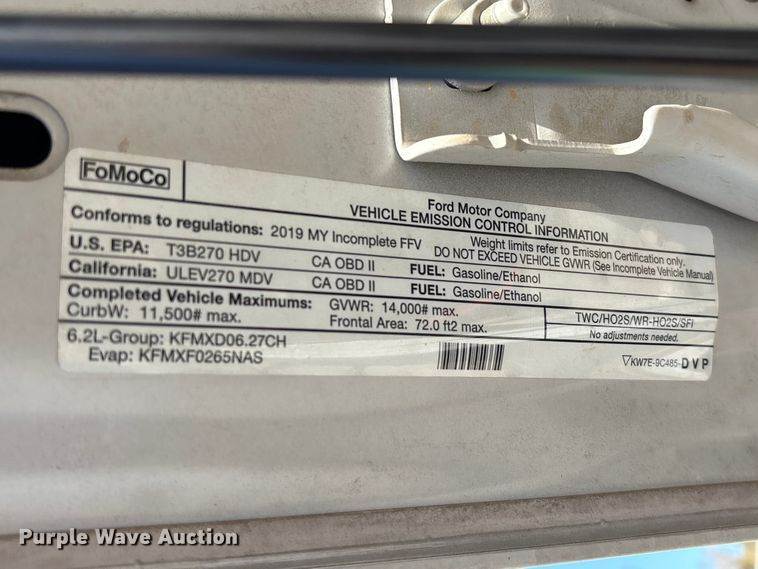 FoMoCo
Ford Motor Company
VEHICLE EMISSION CONTROL INFORMATION
Conforms to regulations: 2019 MY Incomplete FFV
Weight limits refer to Emission Certification only.
DO NOT EXCEED VEHICLE GVWR (See Incomplete Vehicle Manual)
U.S. EPA: T3B270 HDV CA OBD II FUEL: Gasoline/Ethanol
California: ULEV270 MDV CA OBD II FUEL: Gasoline/Ethanol
Completed Vehicle Maximums: GVWR: 14,000# max.
CurbW: 11,500# max. Frontal Area: 72.0 ft2 max.
TWC/HO2S/WR-HO2S/SFI
No adjustments needed.
6.2L-Group: KFMXD06.27CH
Evap: KFMXF0265NAS
KW7E-9C485-DVP
Purple Wave Auction